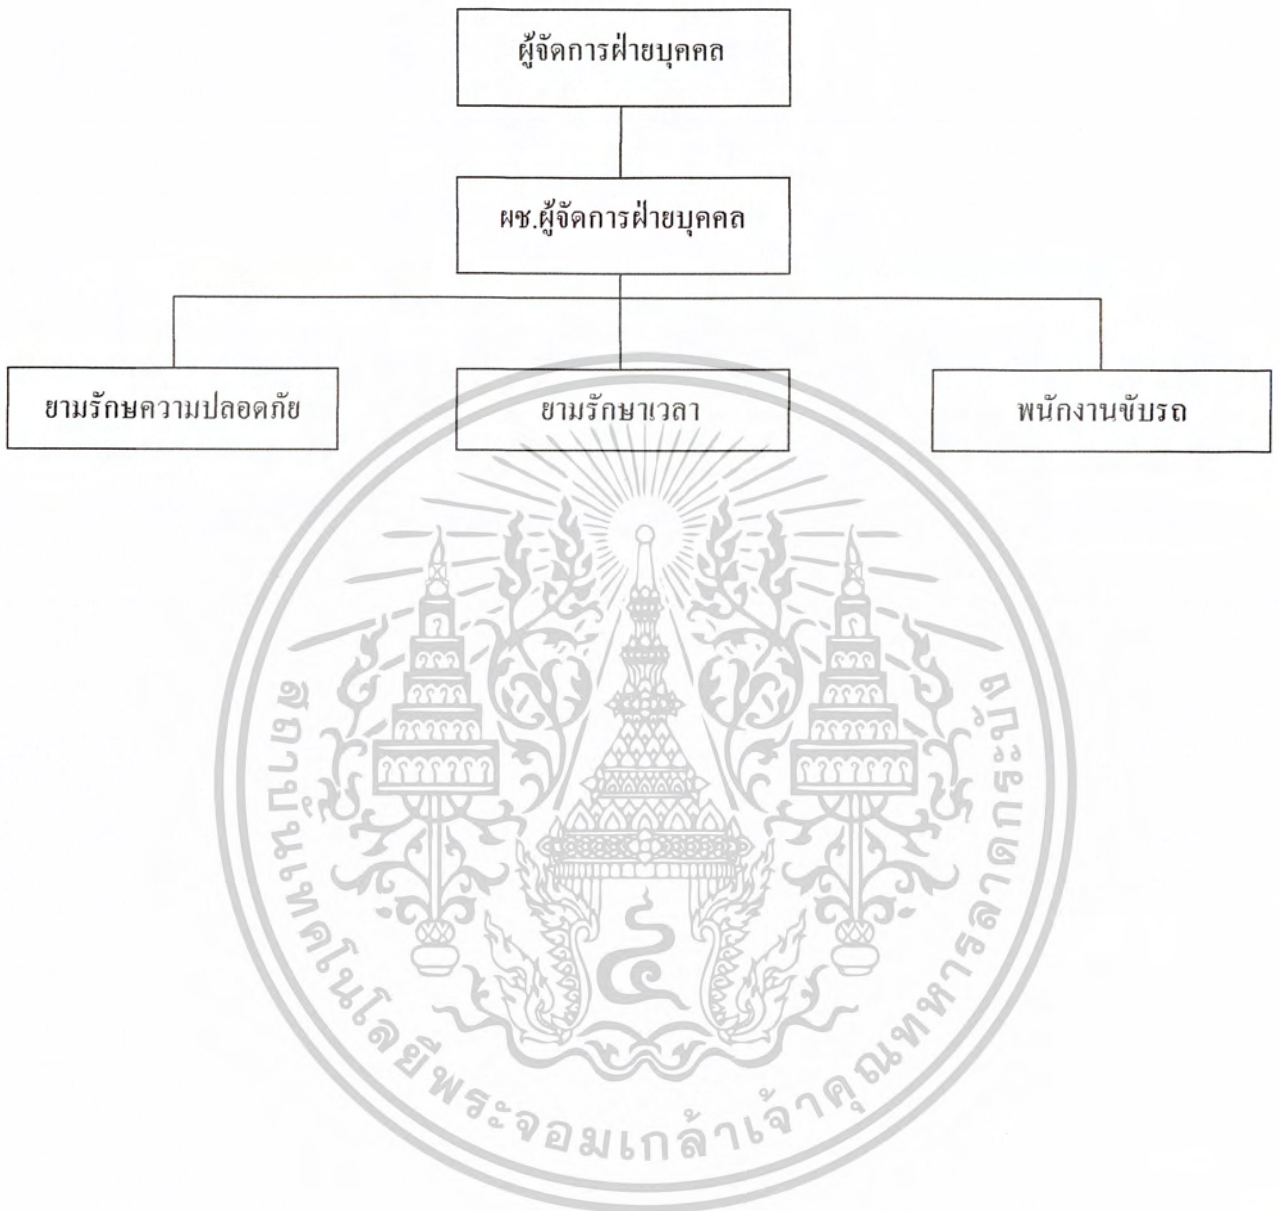 ผู้จัดการฝ่ายบุคคล
ผช.ผู้จัดการฝ่ายบุคคล
ยามรักษความปลอดภัย
ยามรักษาเวลา
พนักงานขับรถ
สถาบันเทคโนโลยีพระจอมเกล้าเจ้าคุณทหารลาดกระบัง